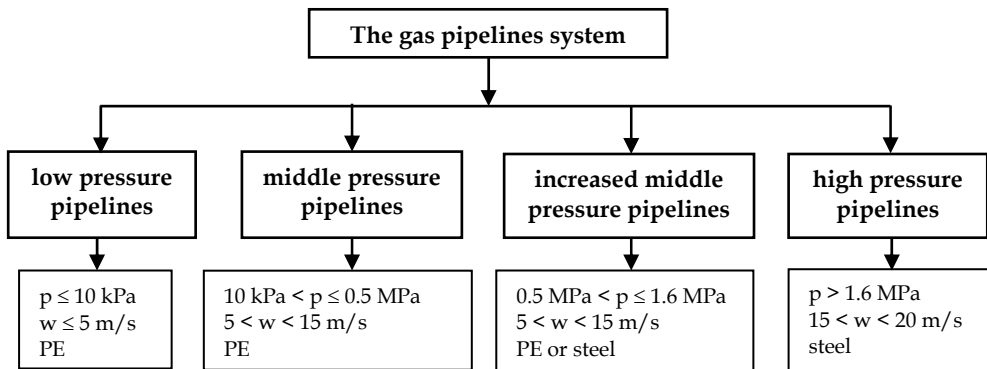 The gas pipelines system
low pressure
pipelines
middle pressure
pipelines
increased middle
pressure pipelines
high pressure
pipelines
p ≤ 10 kPa
w ≤ 5 m/s
PE
10 kPa < p ≤ 0.5 MPa
5 < w < 15 m/s
PE
0.5 MPa < p ≤ 1.6 MPa
5 < w < 15 m/s
PE or steel
p > 1.6 MPa
15 < w < 20 m/s
steel